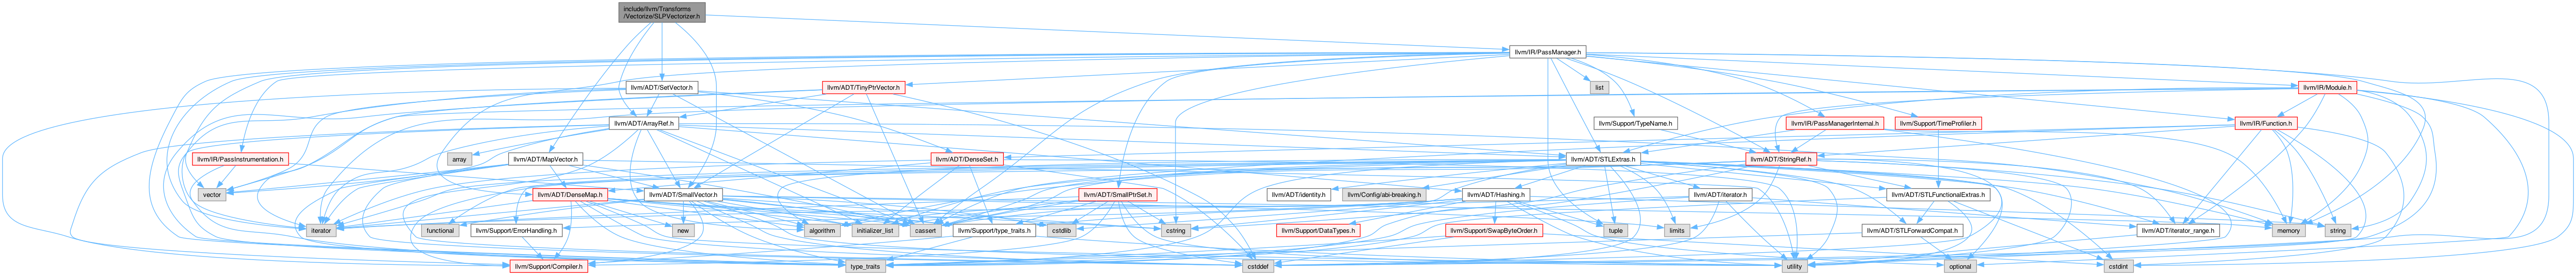 include/llvm/Transforms
/Vectorize/SLPVectorizer.h
llvm/IR/PassManager.h
llvm/ADT/SetVector.h
llvm/ADT/TinyPtrVector.h
list
llvm/IR/Module.h
llvm/ADT/ArrayRef.h
llvm/Support/TypeName.h
llvm/IR/PassManagerInternal.h
llvm/Support/TimeProfiler.h
llvm/IR/Function.h
llvm/IR/PassInstrumentation.h
array
llvm/ADT/MapVector.h
llvm/ADT/DenseSet.h
llvm/ADT/STLExtras.h
llvm/ADT/StringRef.h
vector
llvm/ADT/DenseMap.h
llvm/ADT/SmallVector.h
llvm/ADT/SmallPtrSet.h
llvm/ADT/identity.h
llvm/Config/abi-breaking.h
llvm/ADT/Hashing.h
llvm/ADT/iterator.h
llvm/ADT/STLFunctionalExtras.h
iterator
functional
llvm/Support/ErrorHandling.h
new
algorithm
initializer_list
cassert
llvm/Support/type_traits.h
cstdlib
cstring
llvm/Support/DataTypes.h
llvm/Support/SwapByteOrder.h
tuple
limits
llvm/ADT/STLForwardCompat.h
llvm/ADT/iterator_range.h
memory
string
llvm/Support/Compiler.h
type_traits
cstddef
utility
optional
cstdint